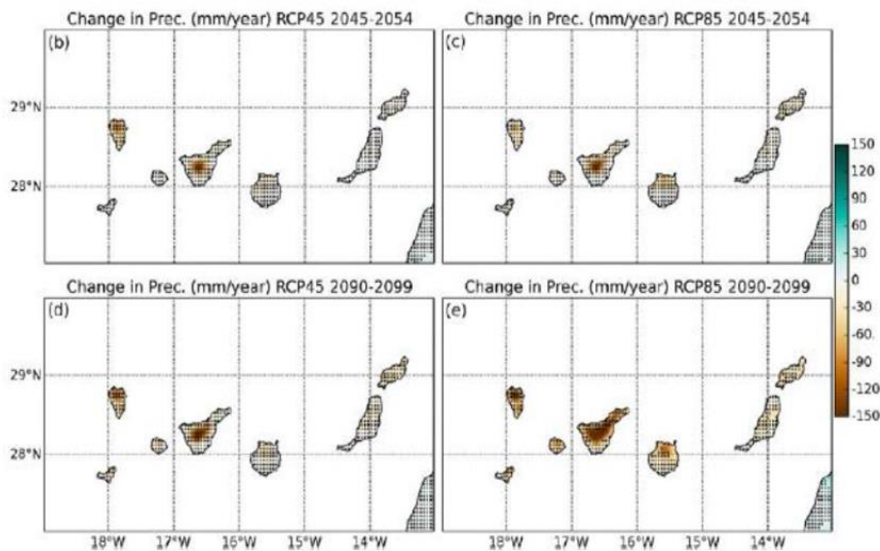 Change in Prec. (mm/year) RCP45 2045-2054
Change in Prec. (mm/year) RCP85 2045-2054
(b)
(c)
29°N
28°N
150
120
90
60
30
0
-30
-60
-90
-120
-150
Change in Prec. (mm/year) RCP45 2090-2099
Change in Prec. (mm/year) RCP85 2090-2099
(d)
(e)
29°N
28°N
18°W 17°W 16°W 15°W 14°W
18°W 17°W 16°W 15°W 14°W